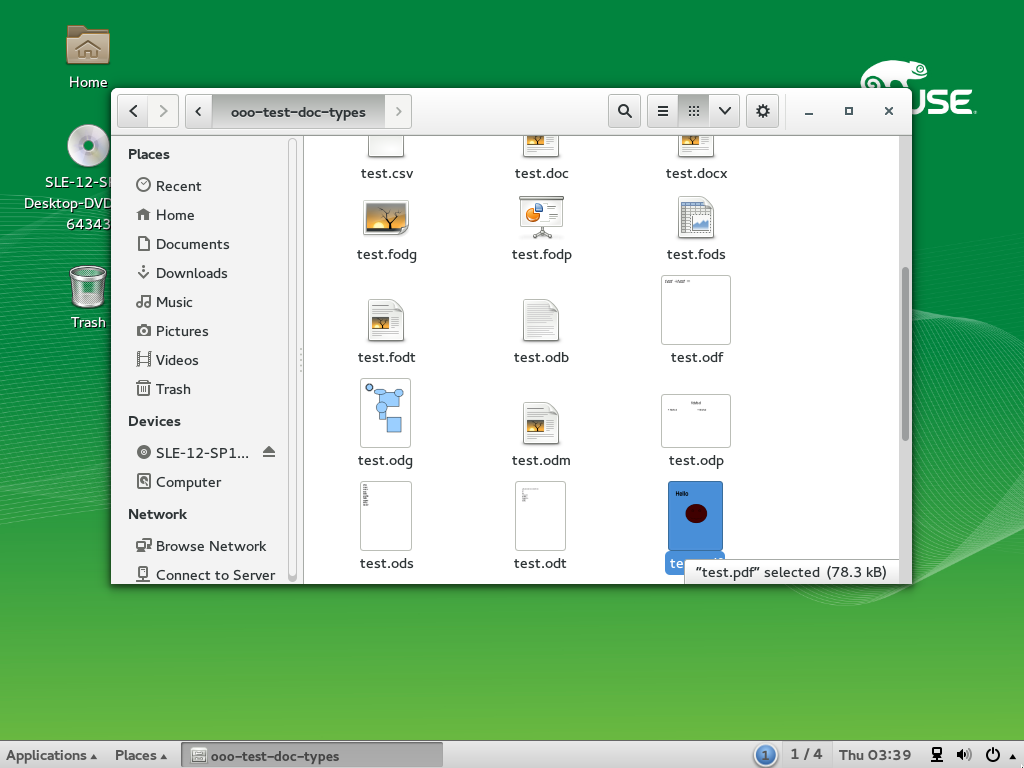 Home
SUSE
SLE-12-SP
Desktop-DVD
64343
Trash
ooo-test-doc-types
Places
Recent
Home
Documents
Downloads
Music
Pictures
Videos
Trash
Devices
SLE-12-SP1...
Computer
Network
Browse Network
Connect to Server
test.csv
test.doc
test.docx
test.fodg
test.fodp
test.fods
test.fodt
test.odb
test.odf
test.odg
test.odm
test.odp
test.ods
test.odt
Hello
"test.pdf" selected (78.3 kB)
Applications
Places
ooo-test-doc-types
1
1 / 4
Thu 03:39